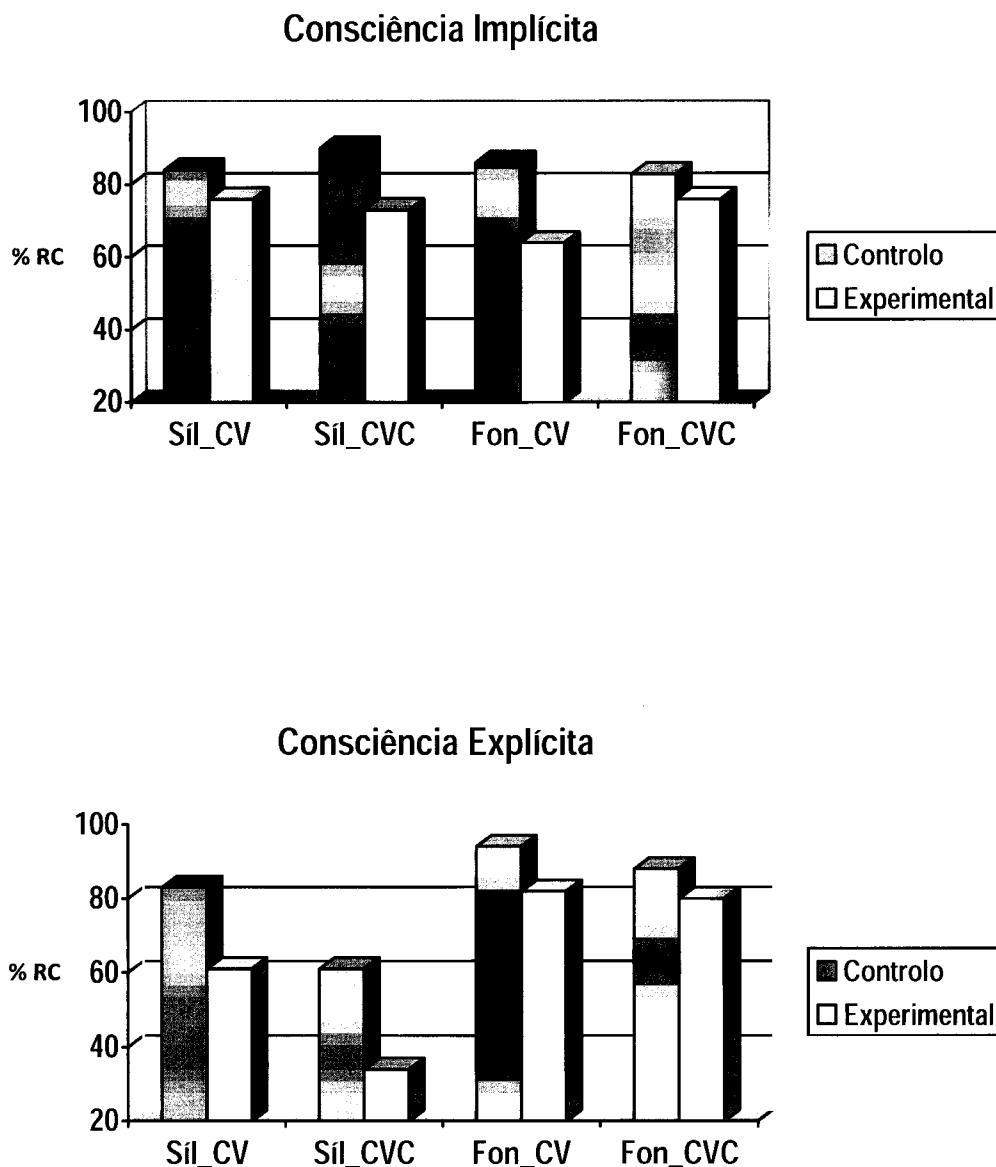 Consciência Implícita
100
80
% RC
60
40
20
Síl_CV Síl_CVC Fon_CV Fon_CVC
Controlo
Experimental
Consciência Explícita
100
80
% RC
60
40
20
Síl_CV Síl_CVC Fon_CV Fon_CVC
Controlo
Experimental